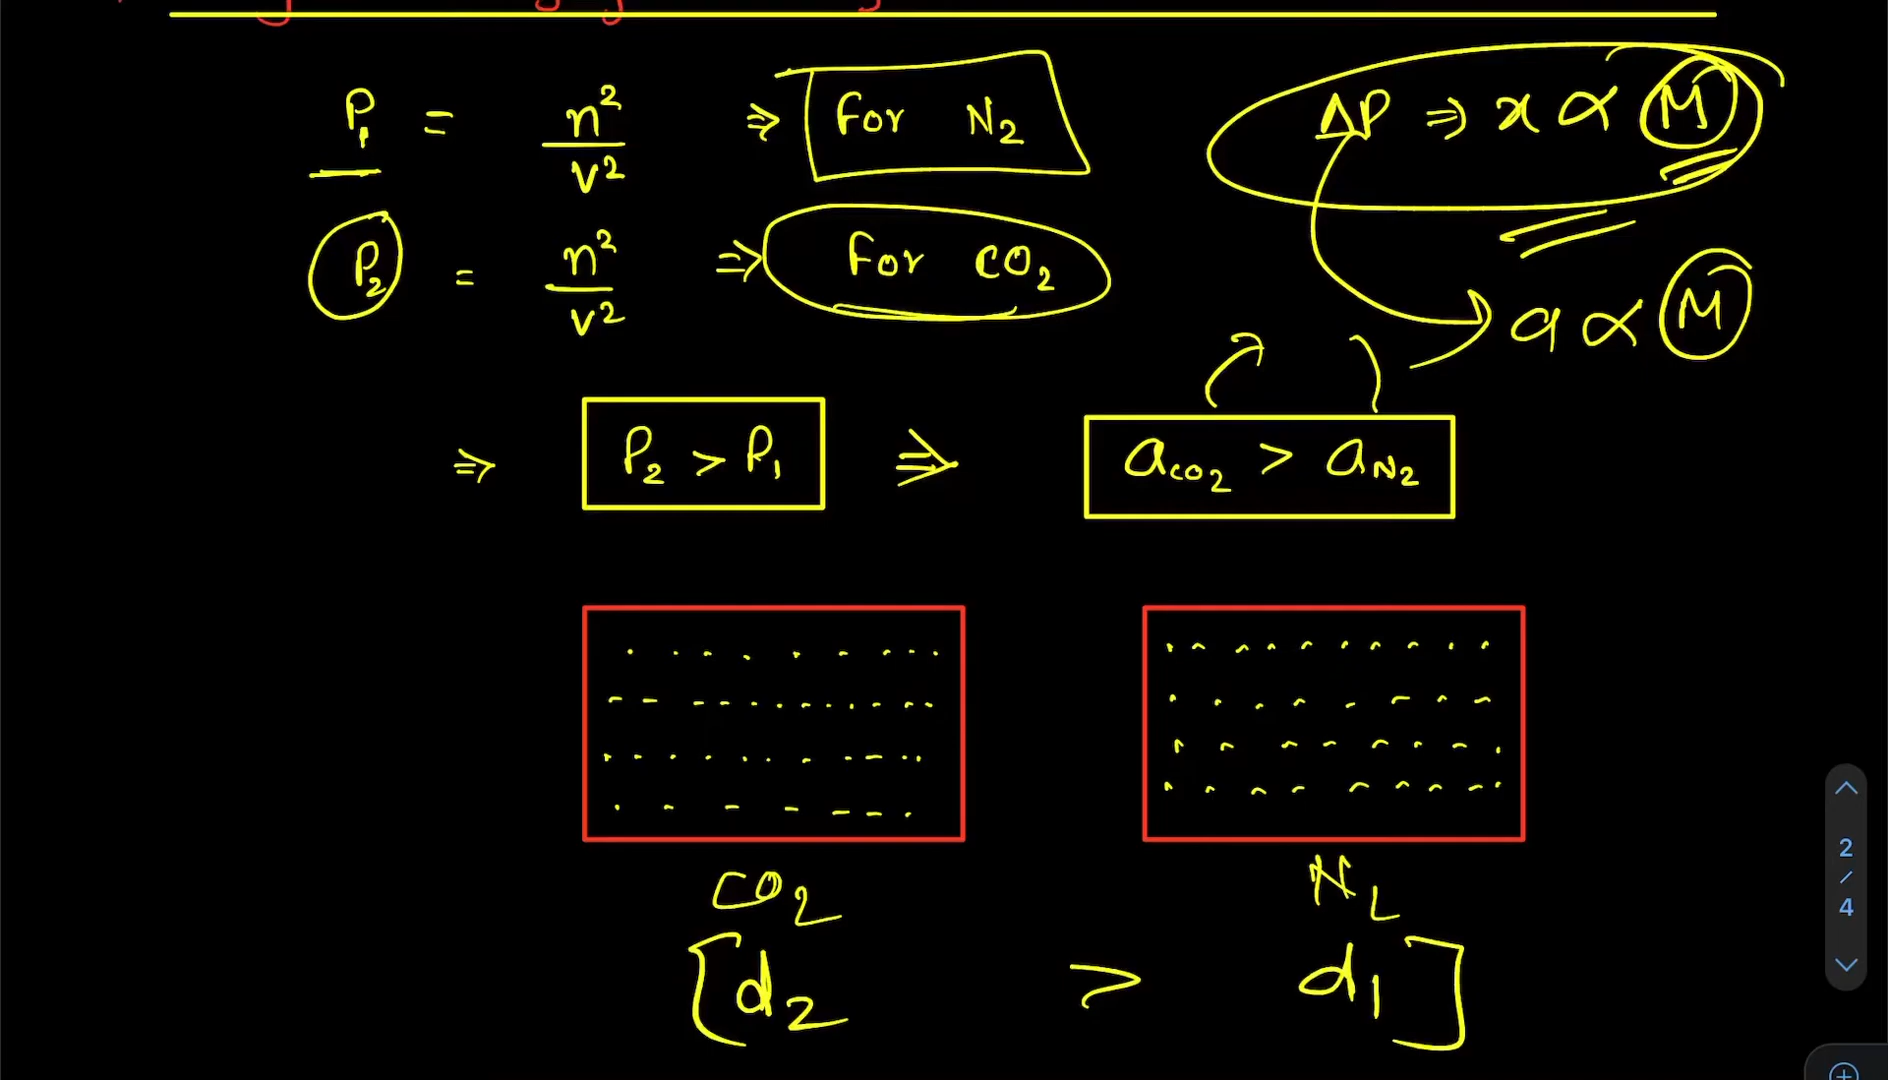 P₁ = n²/v² ⇒ For N₂
ΔP ⇒ x ∝ M
P₂ = n²/v² ⇒ For CO₂
a ∝ M
⇒ P₂ > P₁ ⇒ a_CO₂ > a_N₂
CO₂ N₂
[d₂ > d₁]
2
/
4